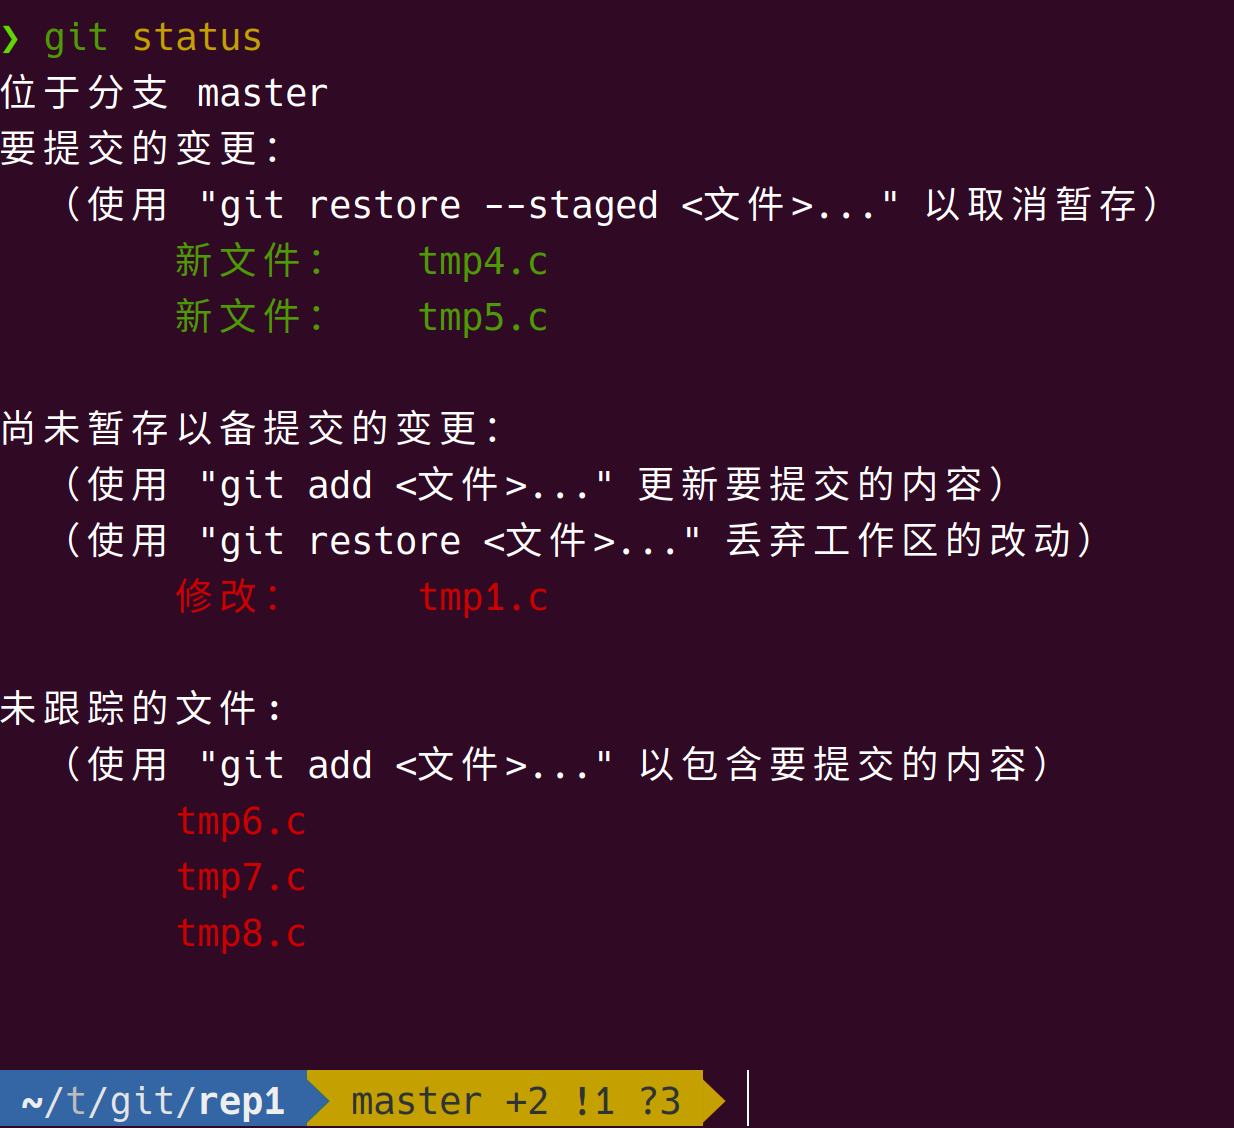 ❯ git status
位于分支 master
要提交的变更：
  （使用 "git restore --staged <文件>..." 以取消暂存）
        新文件：   tmp4.c
        新文件：   tmp5.c

尚未暂存以备提交的变更：
  （使用 "git add <文件>..." 更新要提交的内容）
  （使用 "git restore <文件>..." 丢弃工作区的改动）
        修改：     tmp1.c

未跟踪的文件:
  （使用 "git add <文件>..." 以包含要提交的内容）
        tmp6.c
        tmp7.c
        tmp8.c

~/t/git/rep1 master +2 !1 ?3